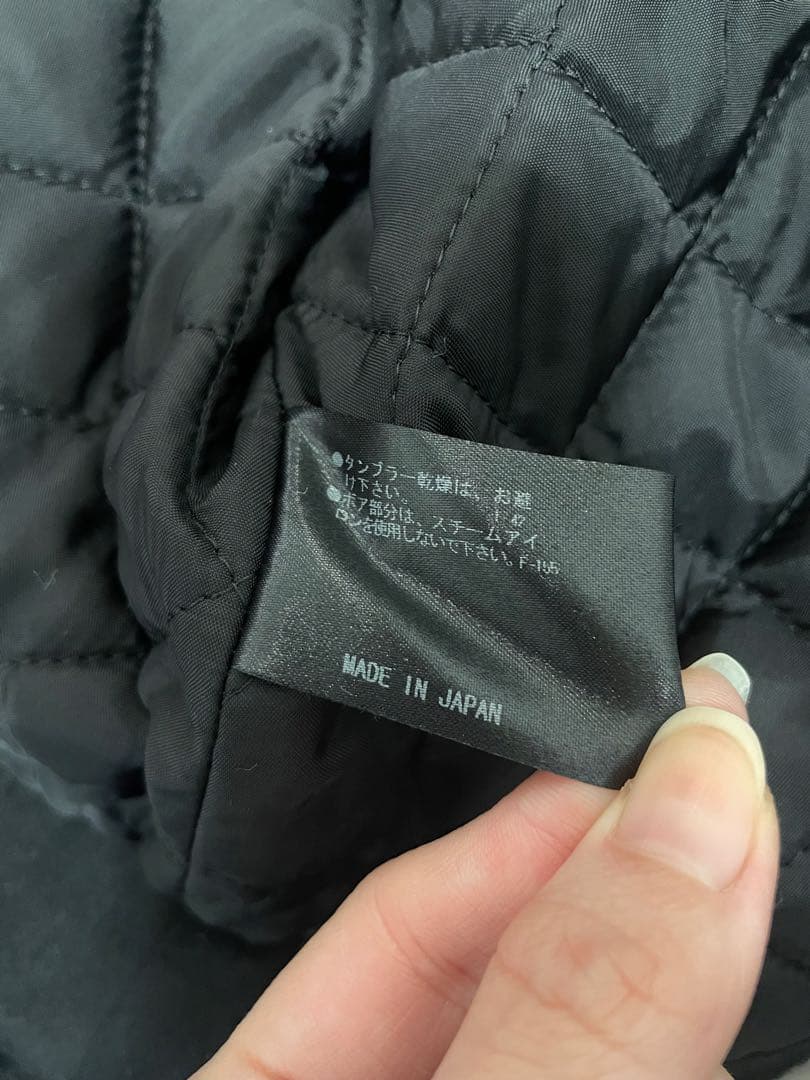 ●タンブラー乾燥は、お避
け下さい。 L-42
●ボア部分は、スチームアイ
ロンを使用しないで下さい。F-155
MADE IN JAPAN